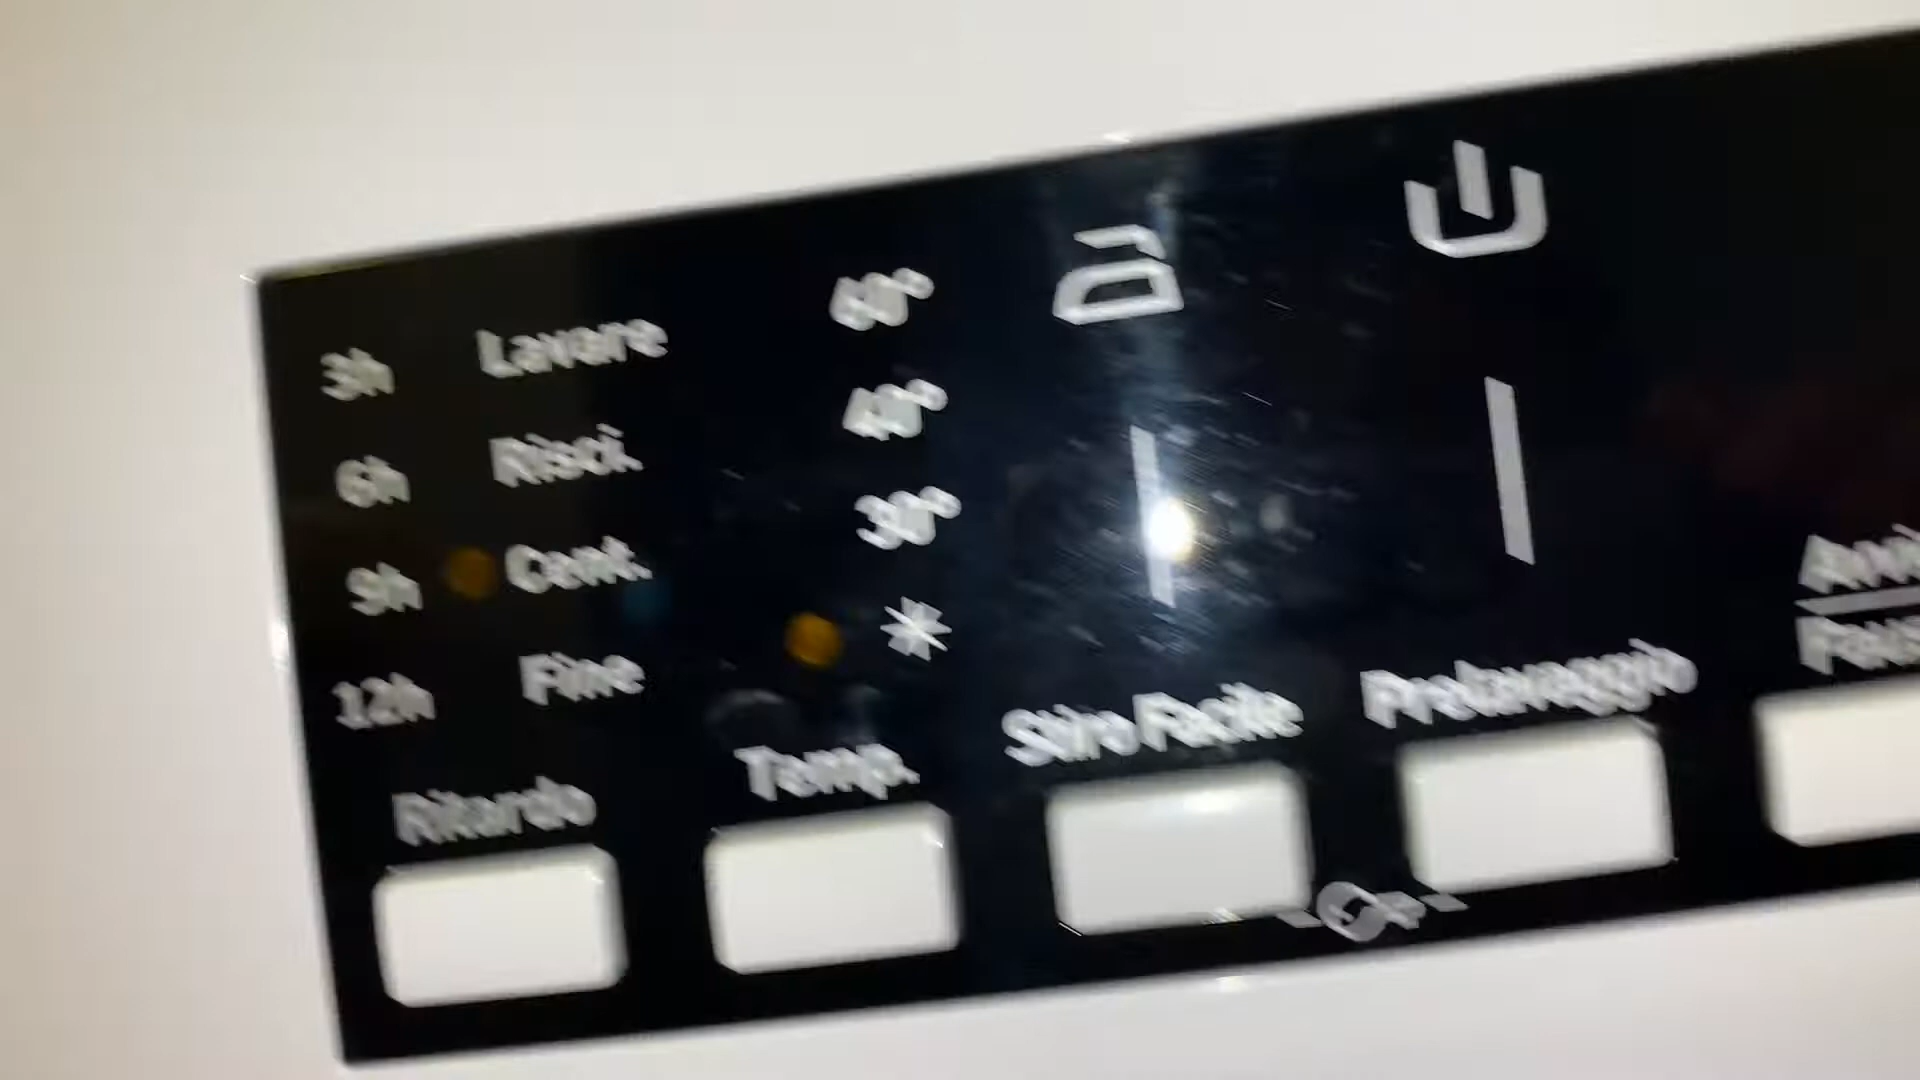 3h Lavare 60°
6h Risci. 40°
9h Cent. 30°
12h Fine
Ritardo Temp. Stiro Facile Prelavaggio